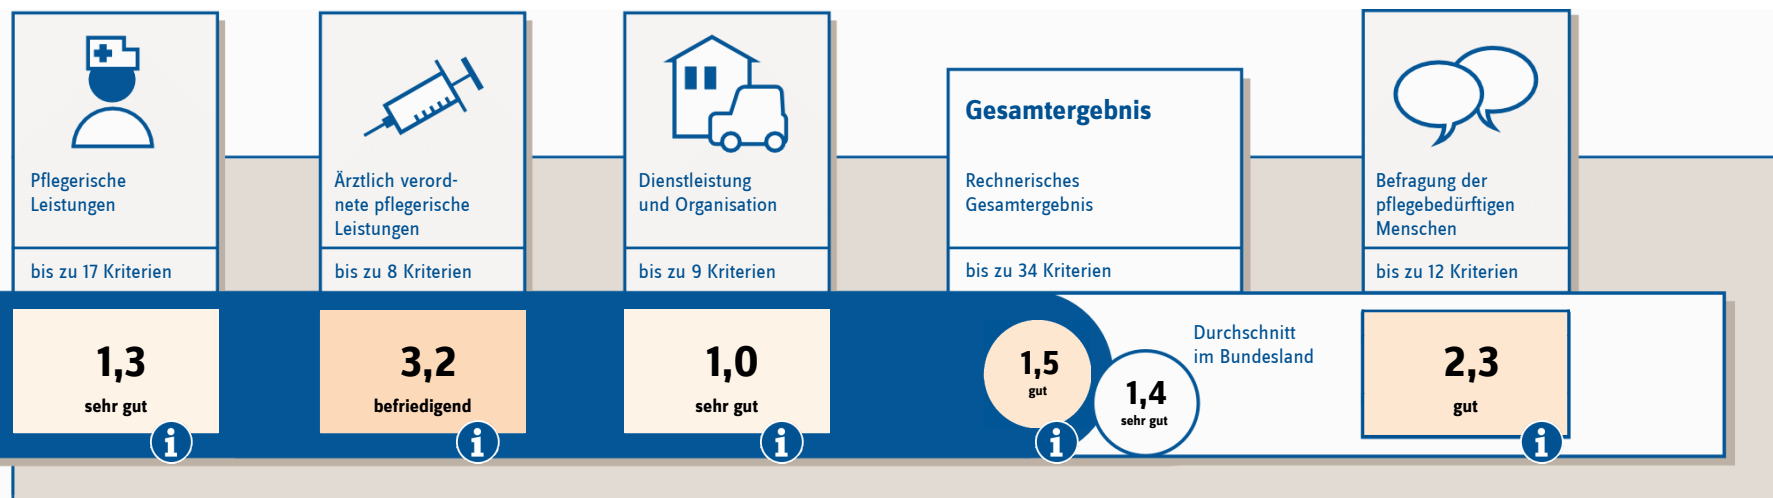 Pflegerische
Leistungen
bis zu 17 Kriterien
1,3
sehr gut
i
Ärztlich verord-
nete pflegerische
Leistungen
bis zu 8 Kriterien
3,2
befriedigend
i
Dienstleistung
und Organisation
bis zu 9 Kriterien
1,0
sehr gut
i
Gesamtergebnis
Rechnerisches
Gesamtergebnis
bis zu 34 Kriterien
1,5
gut
i
1,4
sehr gut
Durchschnitt
im Bundesland
Befragung der
pflegebedürftigen
Menschen
bis zu 12 Kriterien
2,3
gut
i